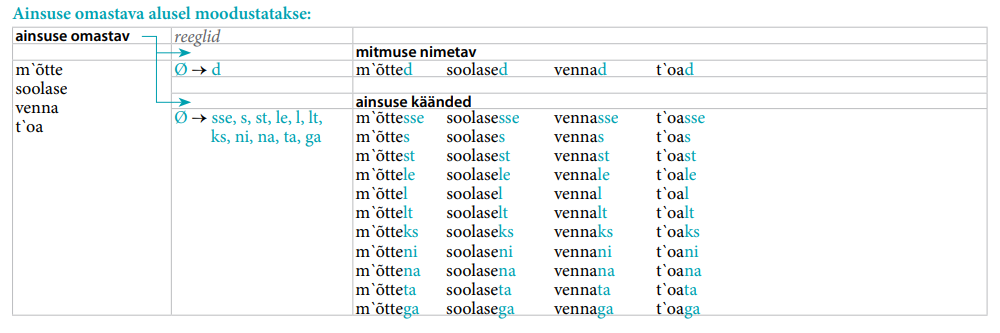 Ainsuse omastava alusel moodustatakse:
ainsuse omastav reeglid
mitmuse nimetav
m`õtte Ø → d m`õtted soolased vennad t`oad
soolase
venna
ainsuse käänded
t`oa
Ø → sse, s, st, le, l, lt, m`õttesse soolasesse vennasse t`oasse
ks, ni, na, ta, ga m`õttes soolases vennas t`oas
m`õttest soolasest vennast t`oast
m`õttele soolasele vennale t`oale
m`õttel soolasel vennal t`oal
m`õttelt soolaselt vennalt t`oalt
m`õtteks soolaseks vennaks t`oaks
m`õtteni soolaseni vennani t`oani
m`õttena soolasena vennana t`oana
m`õtteta soolaseta vennata t`oata
m`õttega soolasega vennaga t`oaga